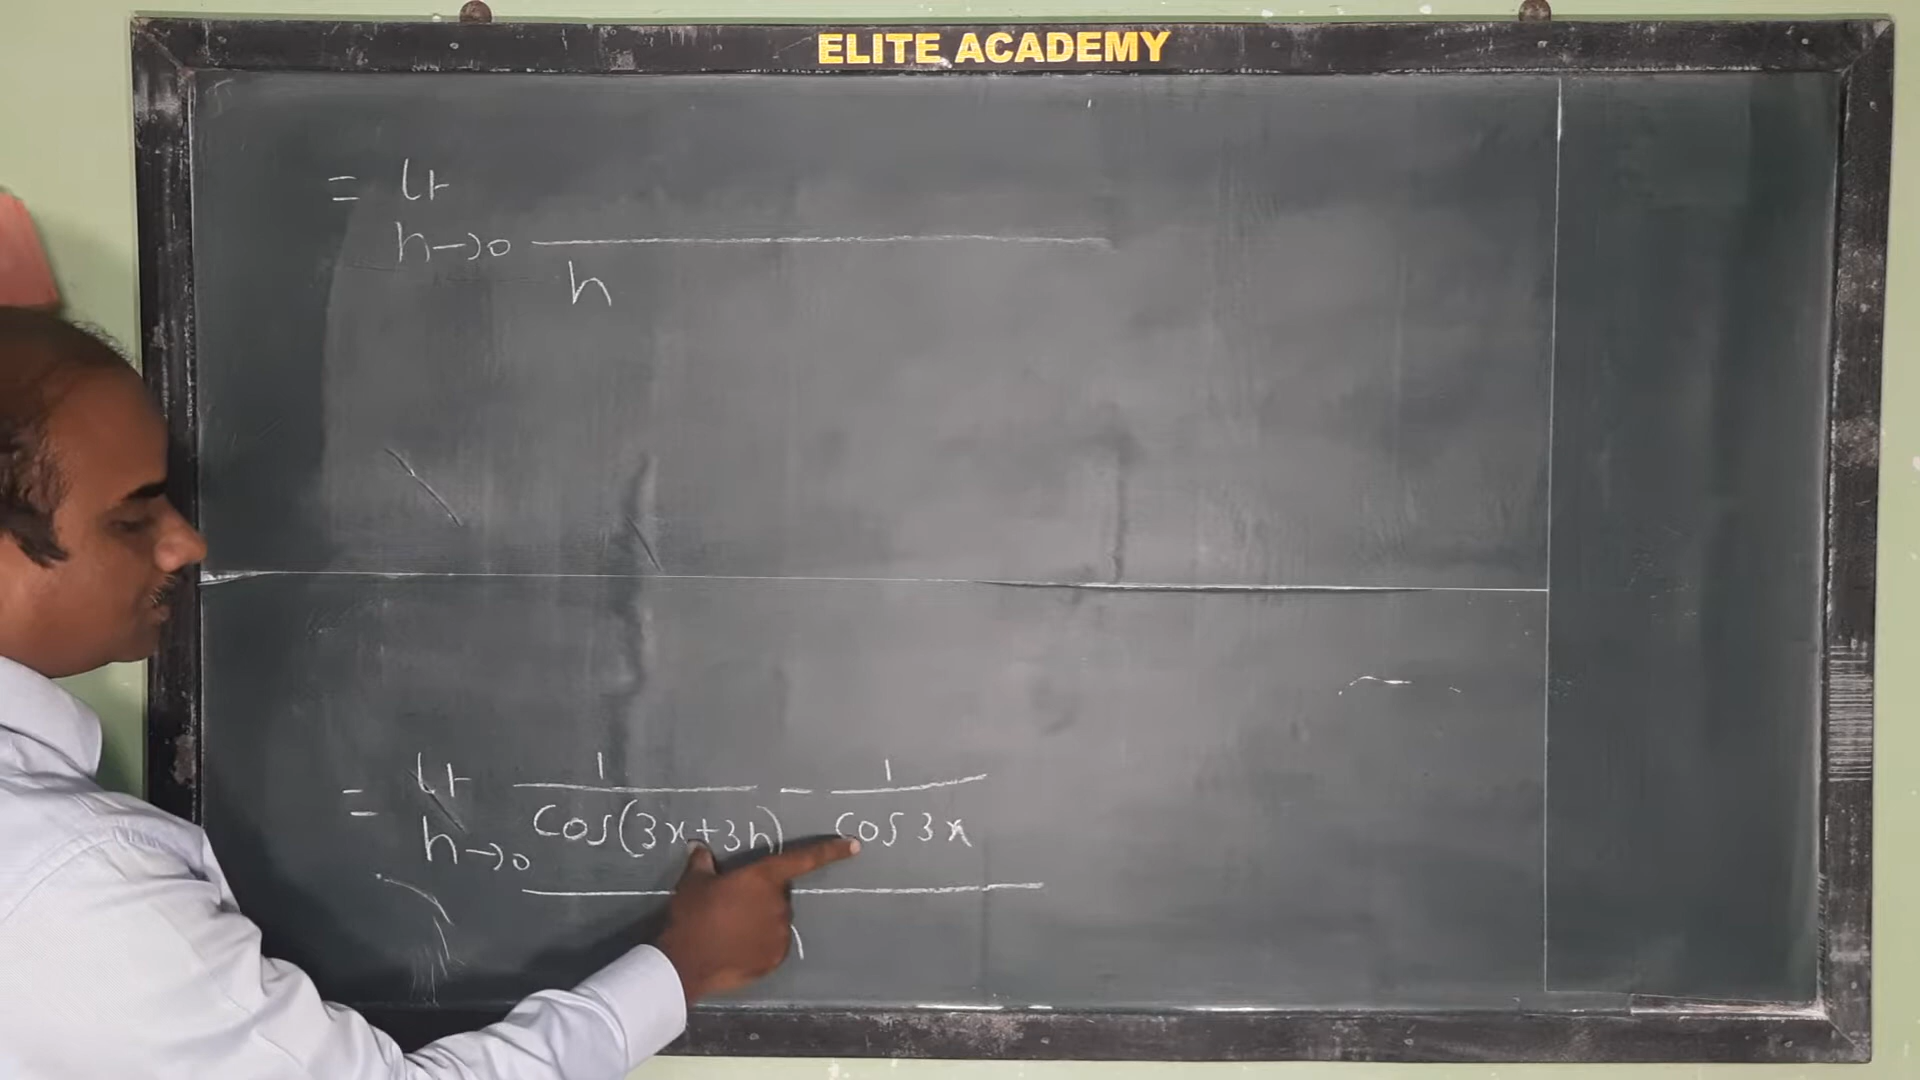 ELITE ACADEMY
= Lt
h→0 ―
h
= Lt 1/cos(3x+3h) - 1/cos3x
h→0 ―